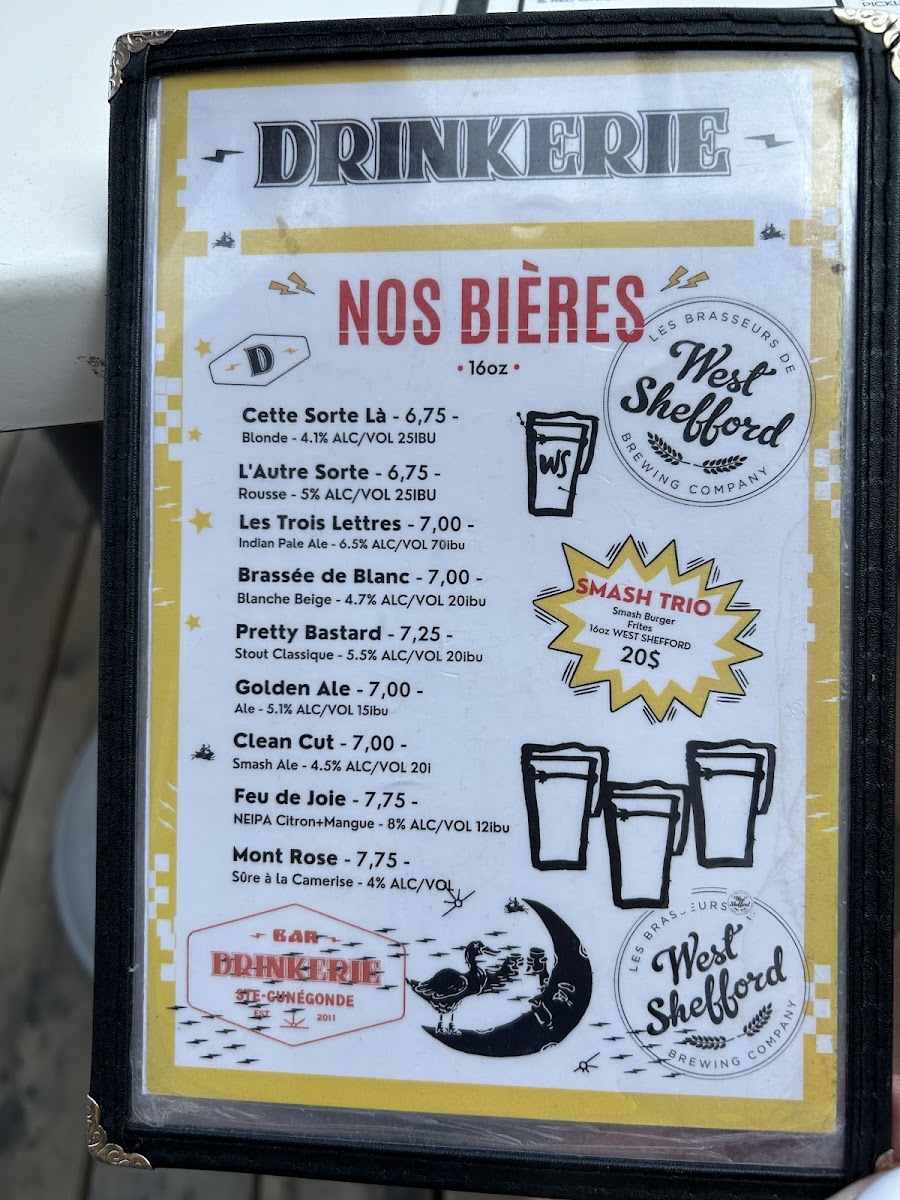 PICKL
DRINKERIE
NOS BIÈRES
• 16oz •
D
LES BRASSEURS DE
West
Shefford
BREWING COMPANY
Cette Sorte Là - 6,75 -
Blonde - 4.1% ALC/VOL 25IBU
WS
L'Autre Sorte - 6,75 -
Rousse - 5% ALC/VOL 25IBU
Les Trois Lettres - 7,00 -
Indian Pale Ale - 6.5% ALC/VOL 70ibu
Brassée de Blanc - 7,00 -
Blanche Beige - 4.7% ALC/VOL 20ibu
SMASH TRIO
Smash Burger
Frites
16oz WEST SHEFFORD
20$
Pretty Bastard - 7,25 -
Stout Classique - 5.5% ALC/VOL 20ibu
Golden Ale - 7,00 -
Ale - 5.1% ALC/VOL 15ibu
Clean Cut - 7,00 -
Smash Ale - 4.5% ALC/VOL 20i
Feu de Joie - 7,75 -
NEIPA Citron+Mangue - 8% ALC/VOL 12ibu
Mont Rose - 7,75 -
Sûre à la Camerise - 4% ALC/VOL
BAR
DRINKERIE
STE-CUNÉGONDE
EST 2011
LES BRASSEURS
West
Shefford
BREWING COMPANY